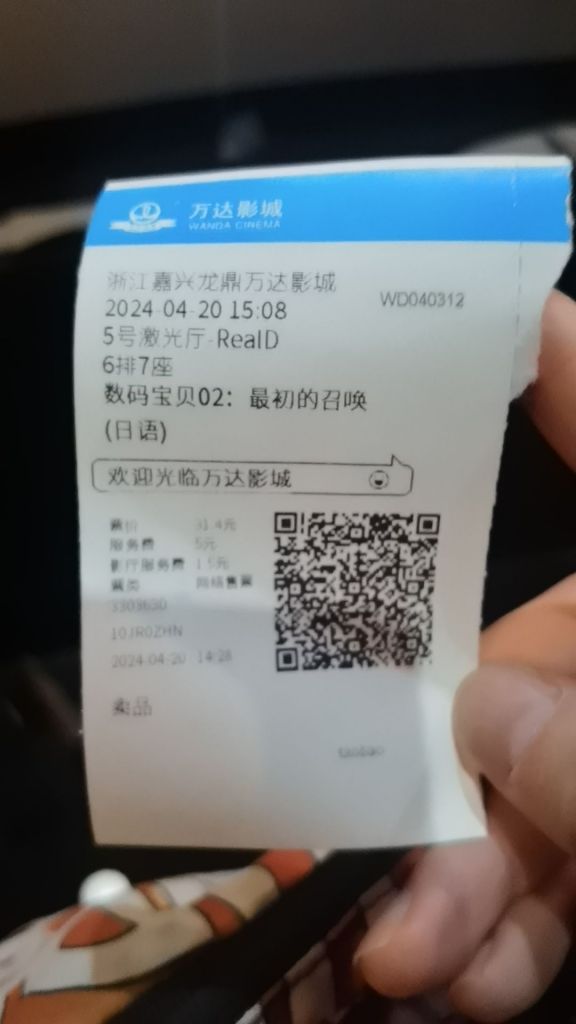 万达影城
WANDA CINEMA
浙江嘉兴龙鼎万达影城
2024-04-20 15:08
WD040312
5号激光厅-RealD
6排7座
数码宝贝02：最初的召唤
(日语)
欢迎光临万达影城
票价 31.4元
服务费 5元
影厅服务费 1.5元
票类 网络售票
3303630
10JR0ZHN
2024-04-20 14:28
卖品